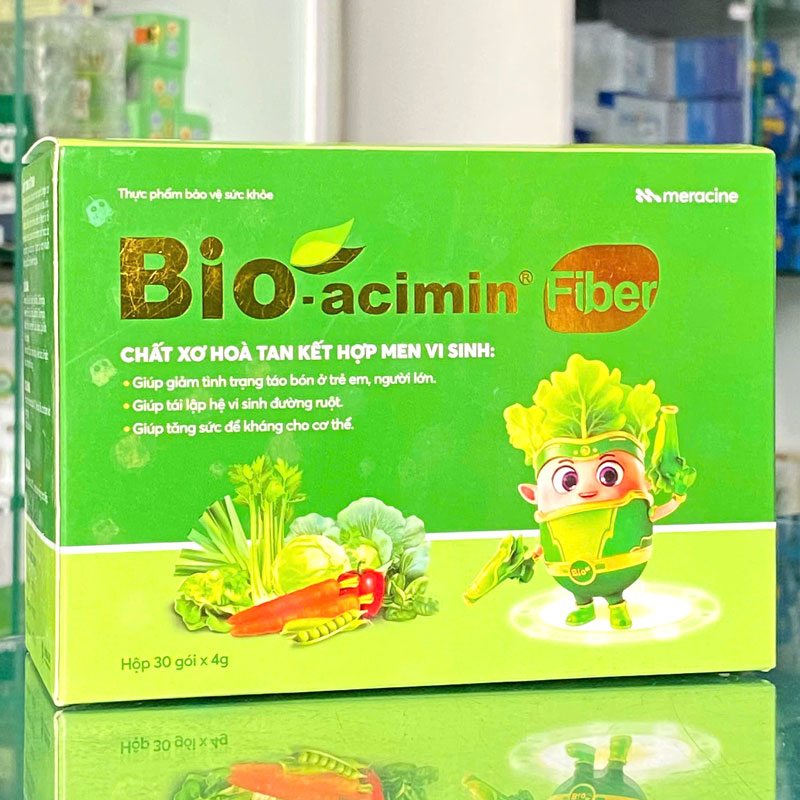 Thực phẩm bảo vệ sức khỏe
meracine
Bio-acimin® Fiber
CHẤT XƠ HOÀ TAN KẾT HỢP MEN VI SINH:
• Giúp giảm tình trạng táo bón ở trẻ em, người lớn.
• Giúp tái lập hệ vi sinh đường ruột.
• Giúp tăng sức đề kháng cho cơ thể.
Bio
Hộp 30 gói x 4g